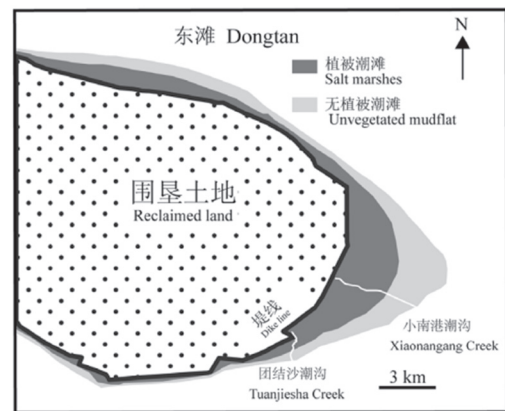 东滩 Dongtan
N
植被潮滩
Salt marshes
无植被潮滩
Unvegetated mudflat
围垦土地
Reclaimed land
堤线
Dike line
小南港潮沟
Xiaonangang Creek
团结沙潮沟
Tuanjiesha Creek
3 km